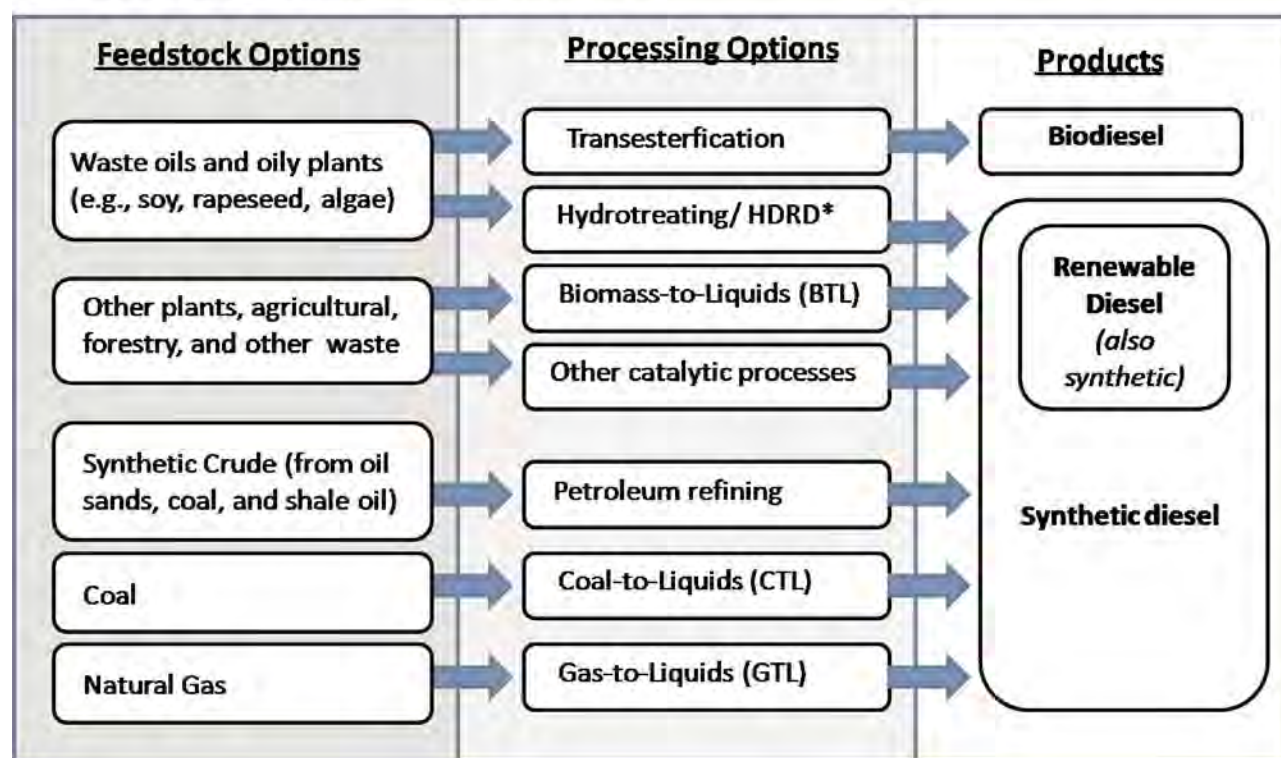 Feedstock Options
Waste oils and oily plants
(e.g., soy, rapeseed, algae)
Other plants, agricultural,
forestry, and other waste
Synthetic Crude (from oil
sands, coal, and shale oil)
Coal
Natural Gas
Processing Options
Transesterfication
Hydrotreating/ HDRD*
Biomass-to-Liquids (BTL)
Other catalytic processes
Petroleum refining
Coal-to-Liquids (CTL)
Gas-to-Liquids (GTL)
Products
Biodiesel
Renewable
Diesel
(also
synthetic)
Synthetic diesel